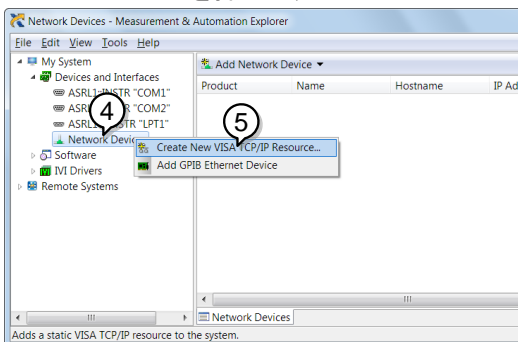 Network Devices - Measurement & Automation Explorer
File Edit View Tools Help
My System
Devices and Interfaces
ASRL1::INSTR "COM1"
"COM2"
"LPT1"
Network
Software
IVI Drivers
Remote Systems
Add Network Device
Product Name Hostname IP Ad
4
5
Create New VISA TCP/IP Resource...
Add GPIB Ethernet Device
Network Devices
Adds a static VISA TCP/IP resource to the system.